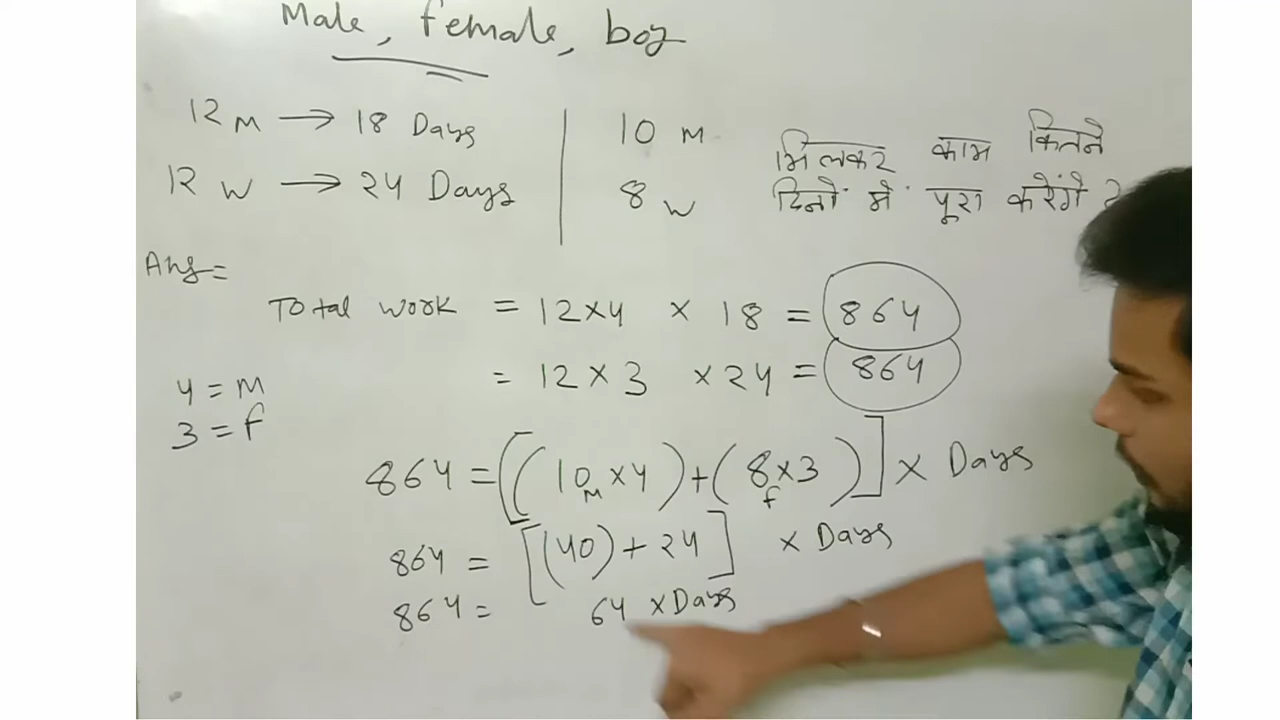 Male, female, boy
12 M → 18 Days
12 W → 24 Days
10 M
8 W
मिलकर काम कितने
दिनों में पूरा करेंगे
Ans =
Total work = 12×4 × 18 = 864
= 12 × 3 × 24 = 864
4 = M
3 = f
864 = [(10 M ×4) + (8 f ×3)] × Days
864 = [(40) + 24] × Days
864 = 64 × Days